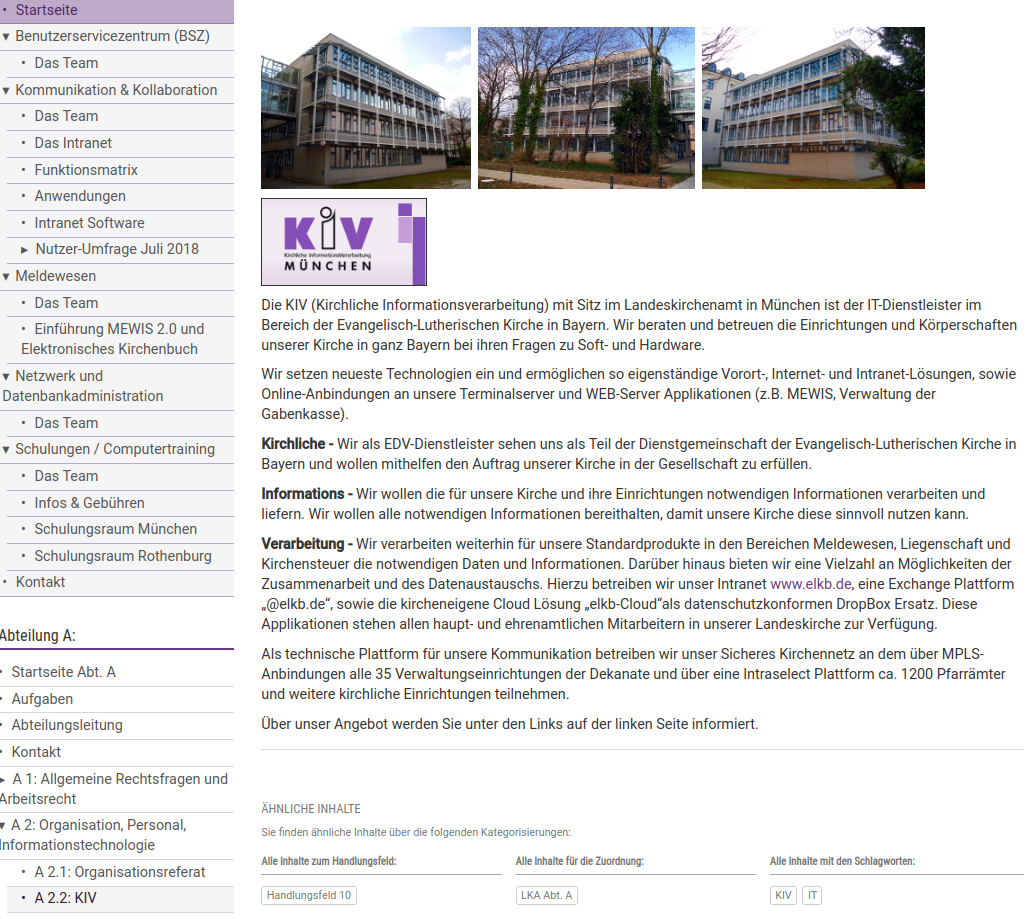 Startseite
Benutzerservicezentrum (BSZ)
Das Team
Kommunikation & Kollaboration
Das Team
Das Intranet
Funktionsmatrix
Anwendungen
Intranet Software
Nutzer-Umfrage Juli 2018
Meldewesen
Das Team
Einführung MEWIS 2.0 und
Elektronisches Kirchenbuch
Netzwerk und
Datenbankadministration
Das Team
Schulungen / Computertraining
Das Team
Infos & Gebühren
Schulungsraum München
Schulungsraum Rothenburg
Kontakt
Abteilung A:
Startseite Abt. A
Aufgaben
Abteilungsleitung
Kontakt
A 1: Allgemeine Rechtsfragen und
Arbeitsrecht
A 2: Organisation, Personal,
Informationstechnologie
A 2.1: Organisationsreferat
A 2.2: KIV
KiV
Kirchliche InformationsVerarbeitung
MÜNCHEN
Die KIV (Kirchliche Informationsverarbeitung) mit Sitz im Landeskirchenamt in München ist der IT-Dienstleister im
Bereich der Evangelisch-Lutherischen Kirche in Bayern. Wir beraten und betreuen die Einrichtungen und Körperschaften
unserer Kirche in ganz Bayern bei ihren Fragen zu Soft- und Hardware.
Wir setzen neueste Technologien ein und ermöglichen so eigenständige Vorort-, Internet- und Intranet-Lösungen, sowie
Online-Anbindungen an unsere Terminalserver und WEB-Server Applikationen (z.B. MEWIS, Verwaltung der
Gabenkasse).
Kirchliche - Wir als EDV-Dienstleister sehen uns als Teil der Dienstgemeinschaft der Evangelisch-Lutherischen Kirche in
Bayern und wollen mithelfen den Auftrag unserer Kirche in der Gesellschaft zu erfüllen.
Informations - Wir wollen die für unsere Kirche und ihre Einrichtungen notwendigen Informationen verarbeiten und
liefern. Wir wollen alle notwendigen Informationen bereithalten, damit unsere Kirche diese sinnvoll nutzen kann.
Verarbeitung - Wir verarbeiten weiterhin für unsere Standardprodukte in den Bereichen Meldewesen, Liegenschaft und
Kirchensteuer die notwendigen Daten und Informationen. Darüber hinaus bieten wir eine Vielzahl an Möglichkeiten der
Zusammenarbeit und des Datenaustauschs. Hierzu betreiben wir unser Intranet www.elkb.de, eine Exchange Plattform
„@elkb.de“, sowie die kircheneigene Cloud Lösung „elkb-Cloud“als datenschutzkonformen DropBox Ersatz. Diese
Applikationen stehen allen haupt- und ehrenamtlichen Mitarbeitern in unserer Landeskirche zur Verfügung.
Als technische Plattform für unsere Kommunikation betreiben wir unser Sicheres Kirchennetz an dem über MPLS-
Anbindungen alle 35 Verwaltungseinrichtungen der Dekanate und über eine Intraselect Plattform ca. 1200 Pfarrämter
und weitere kirchliche Einrichtungen teilnehmen.
Über unser Angebot werden Sie unter den Links auf der linken Seite informiert.
ÄHNLICHE INHALTE
Sie finden ähnliche Inhalte über die folgenden Kategorisierungen:
Alle Inhalte zum Handlungsfeld:
Handlungsfeld 10
Alle Inhalte für die Zuordnung:
LKA Abt. A
Alle Inhalte mit den Schlagworten:
KIV IT